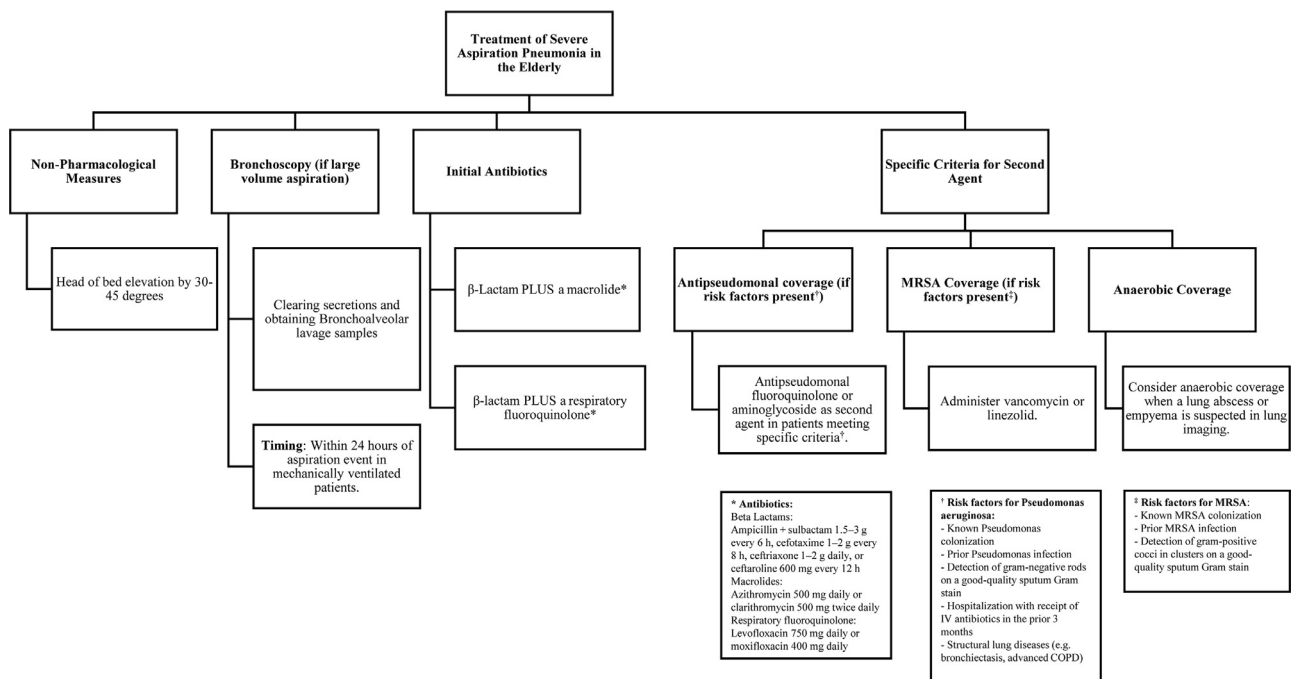 Treatment of Severe
Aspiration Pneumonia in
the Elderly
Non-Pharmacological
Measures
Bronchoscopy (if large
volume aspiration)
Initial Antibiotics
Specific Criteria for Second
Agent
Head of bed elevation by 30-
45 degrees
Clearing secretions and
obtaining Bronchoalveolar
lavage samples
Timing: Within 24 hours of
aspiration event in
mechanically ventilated
patients.
β-Lactam PLUS a macrolide*
β-lactam PLUS a respiratory
fluoroquinolone*
Antipseudomonal coverage (if
risk factors present†)
MRSA Coverage (if risk
factors present‡)
Anaerobic Coverage
Antipseudomonal
fluoroquinolone or
aminoglycoside as second
agent in patients meeting
specific criteria†.
Administer vancomycin or
linezolid.
Consider anaerobic coverage
when a lung abscess or
empyema is suspected in lung
imaging.
* Antibiotics:
Beta Lactams:
Ampicillin + sulbactam 1.5–3 g
every 6 h, cefotaxime 1–2 g every
8 h, ceftriaxone 1–2 g daily, or
ceftaroline 600 mg every 12 h
Macrolides:
Azithromycin 500 mg daily or
clarithromycin 500 mg twice daily
Respiratory fluoroquinolone:
Levofloxacin 750 mg daily or
moxifloxacin 400 mg daily
† Risk factors for Pseudomonas
aeruginosa:
- Known Pseudomonas
colonization
- Prior Pseudomonas infection
- Detection of gram-negative rods
on a good-quality sputum Gram
stain
- Hospitalization with receipt of
IV antibiotics in the prior 3
months
- Structural lung diseases (e.g.
bronchiectasis, advanced COPD)
‡ Risk factors for MRSA:
- Known MRSA colonization
- Prior MRSA infection
- Detection of gram-positive
cocci in clusters on a good-
quality sputum Gram stain